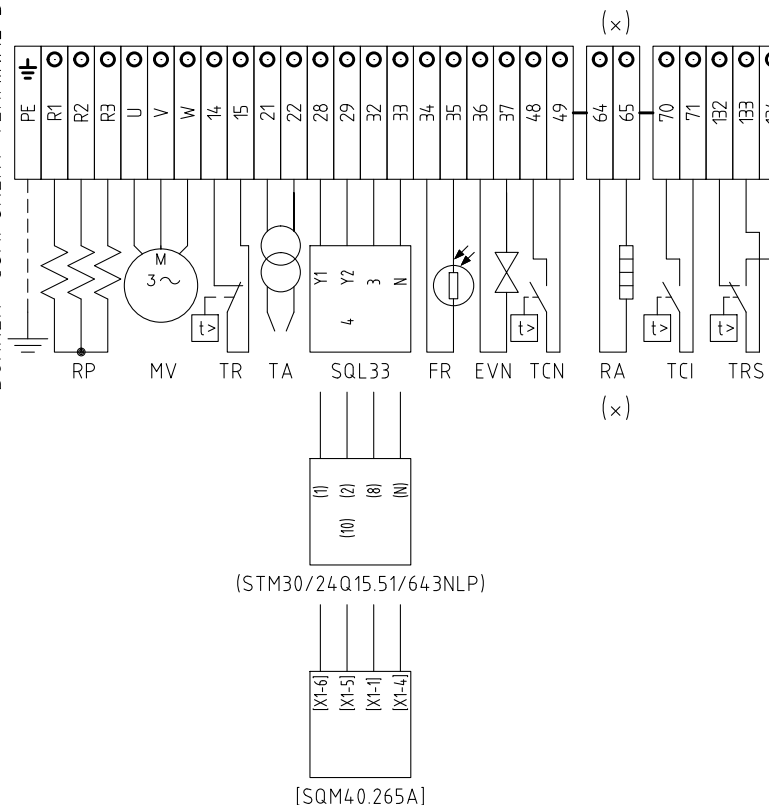 (x)
PE R1 R2 R3 U V W 14 15 21 22 28 29 32 33 34 35 36 37 48 49 64 65 70 71 132 133
M
3~
Y1 Y2 3 N
4
t> t> t> t>
RP MV TR TA SQL33 FR EVN TCN RA TCI TRS
(x)
(1) (2) (8) (N)
(10)
(STM30/24Q15.51/643NLP)
[X1-6] [X1-5] [X1-1] [X1-4]
[SQM40.265A]